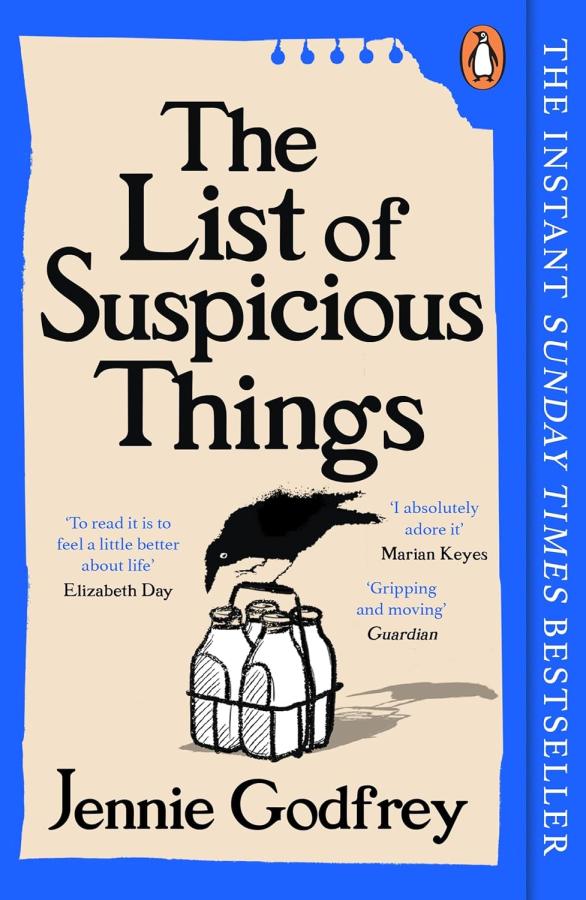 The
List of
Suspicious
Things
‘To read it is to
feel a little better
about life’
Elizabeth Day
‘I absolutely
adore it’
Marian Keyes
‘Gripping
and moving’
Guardian
Jennie Godfrey
THE INSTANT SUNDAY TIMES BESTSELLER